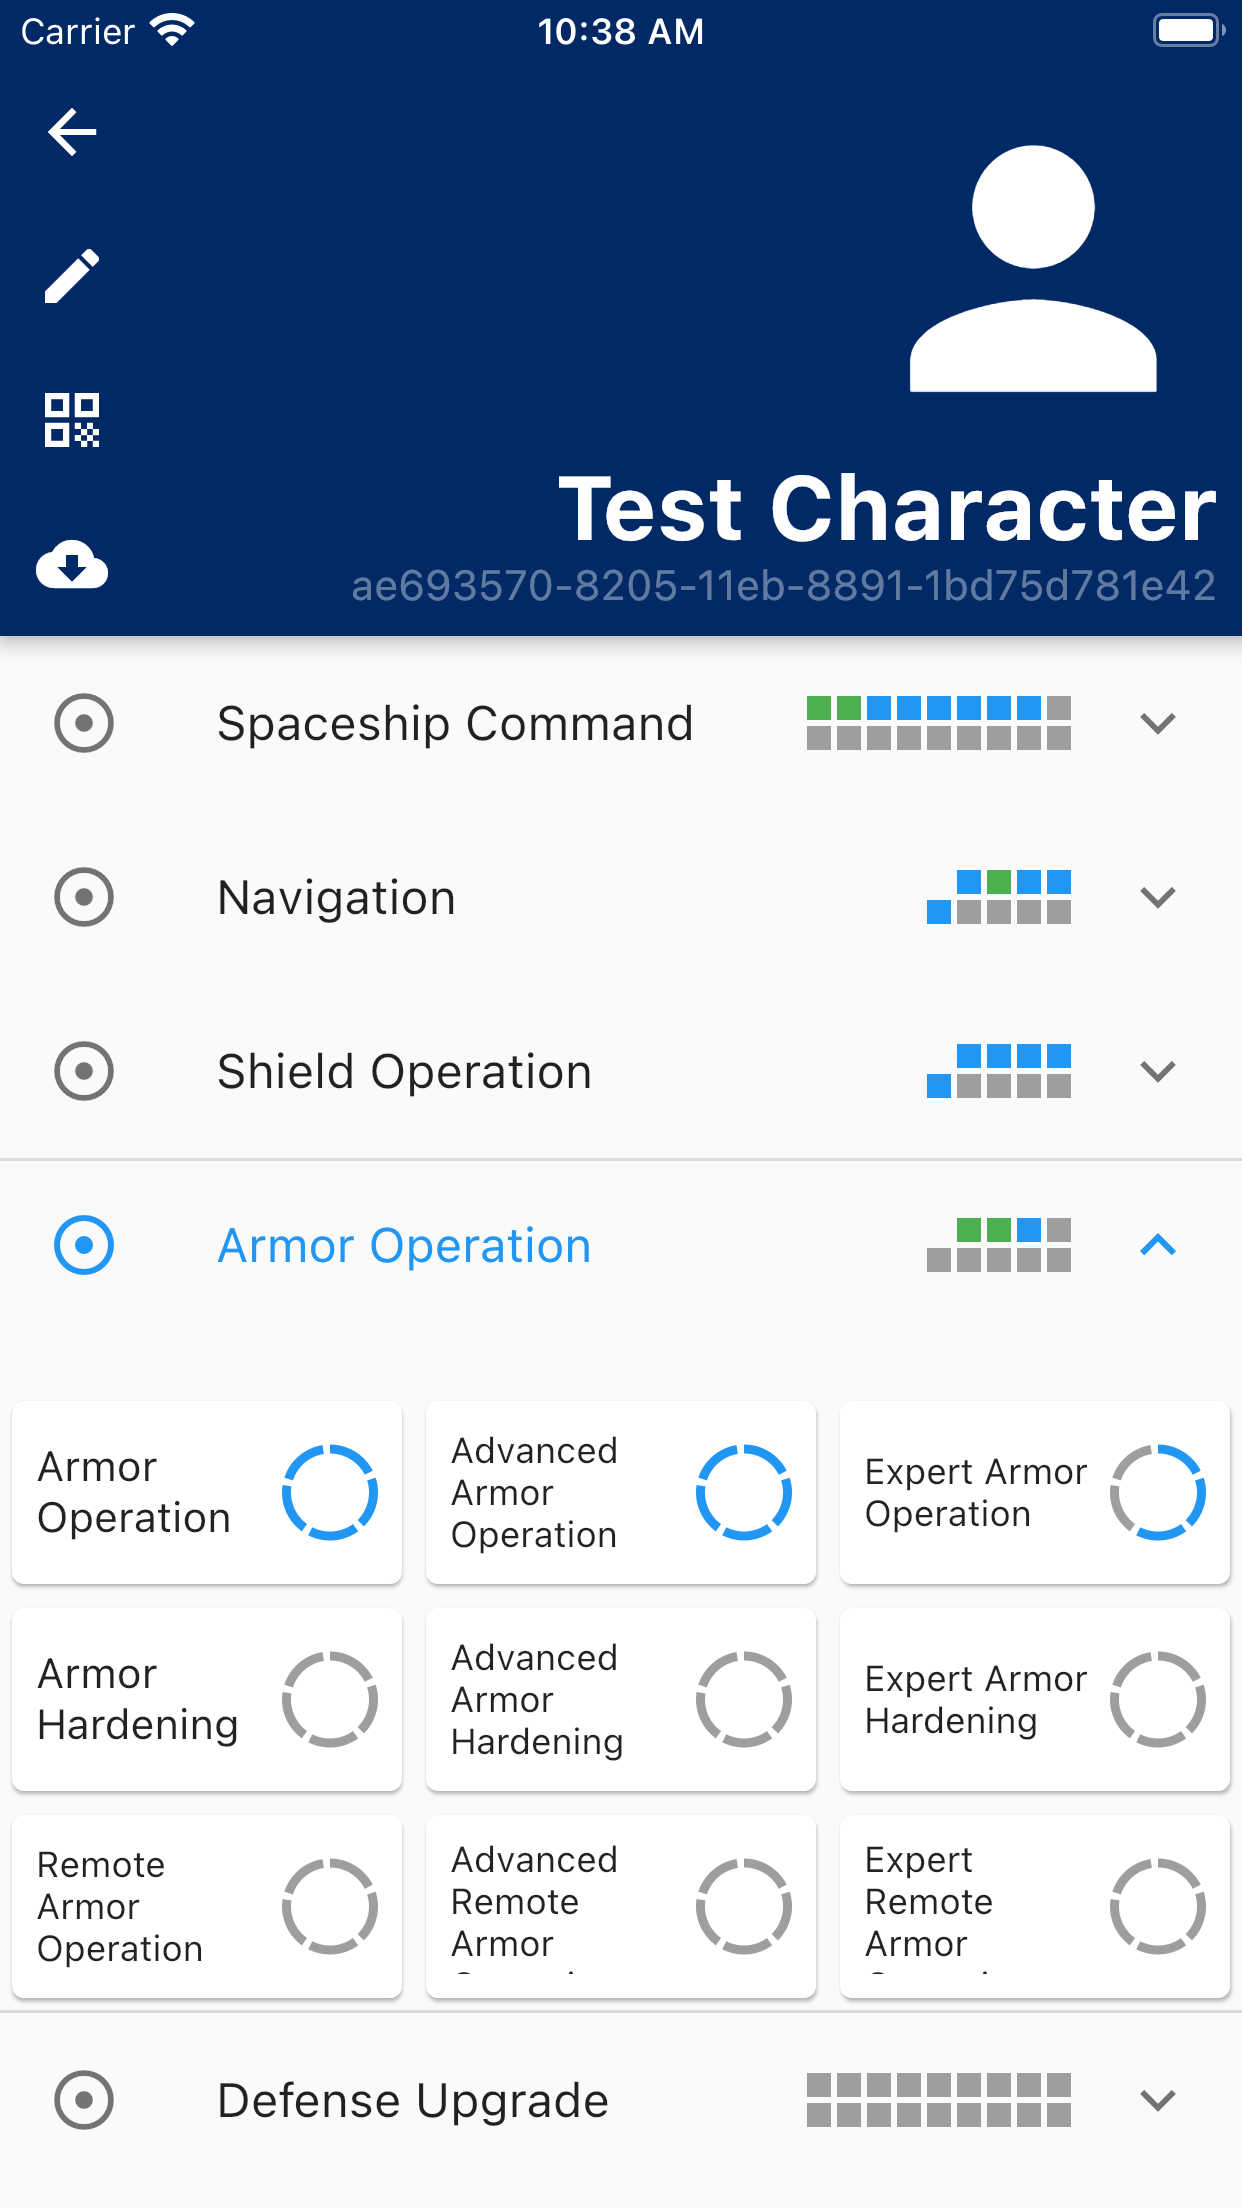 Carrier
10:38 AM
Test Character
ae693570-8205-11eb-8891-1bd75d781e42
Spaceship Command
Navigation
Shield Operation
Armor Operation
Armor
Operation
Advanced
Armor
Operation
Expert Armor
Operation
Armor
Hardening
Advanced
Armor
Hardening
Expert Armor
Hardening
Remote
Armor
Operation
Advanced
Remote
Armor
Expert
Remote
Armor
Defense Upgrade